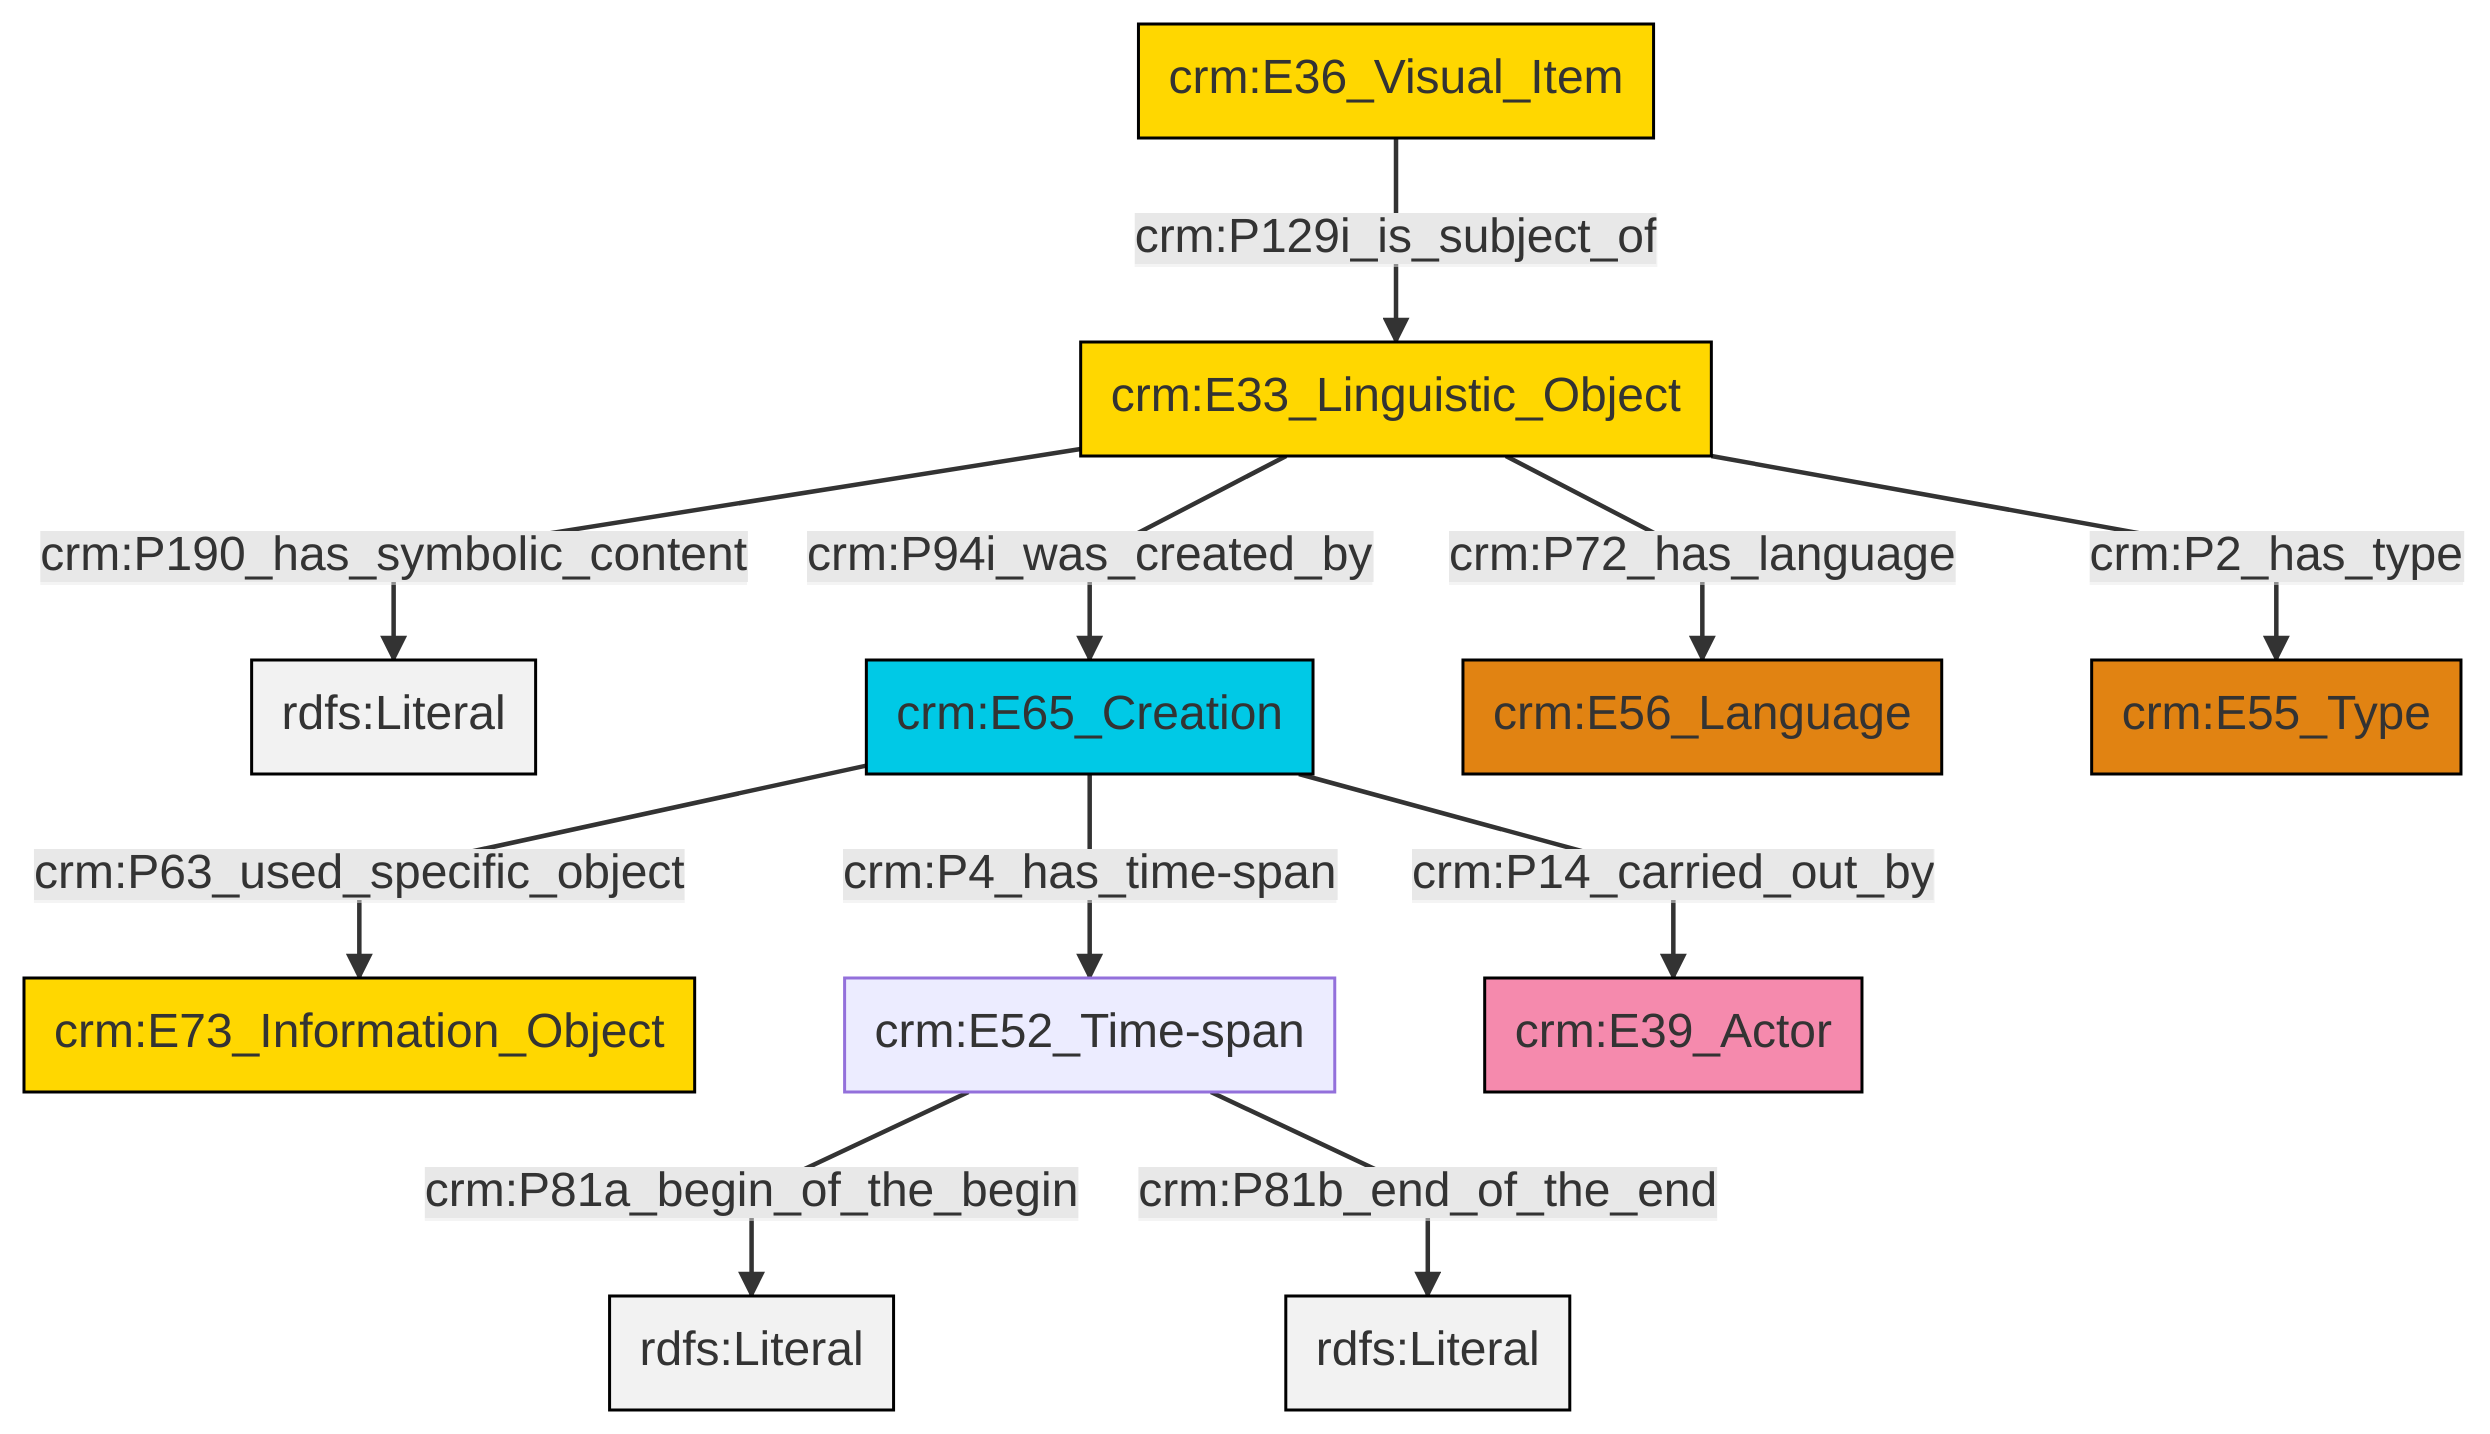 crm:E36_Visual_Item
crm:P129i_is_subject_of
crm:E33_Linguistic_Object
crm:P190_has_symbolic_content
crm:P94i_was_created_by
crm:P72_has_language
crm:P2_has_type
rdfs:Literal
crm:E65_Creation
crm:E56_Language
crm:E55_Type
crm:P63_used_specific_object
crm:P4_has_time-span
crm:P14_carried_out_by
crm:E73_Information_Object
crm:E52_Time-span
crm:E39_Actor
crm:P81a_begin_of_the_begin
crm:P81b_end_of_the_end
rdfs:Literal
rdfs:Literal